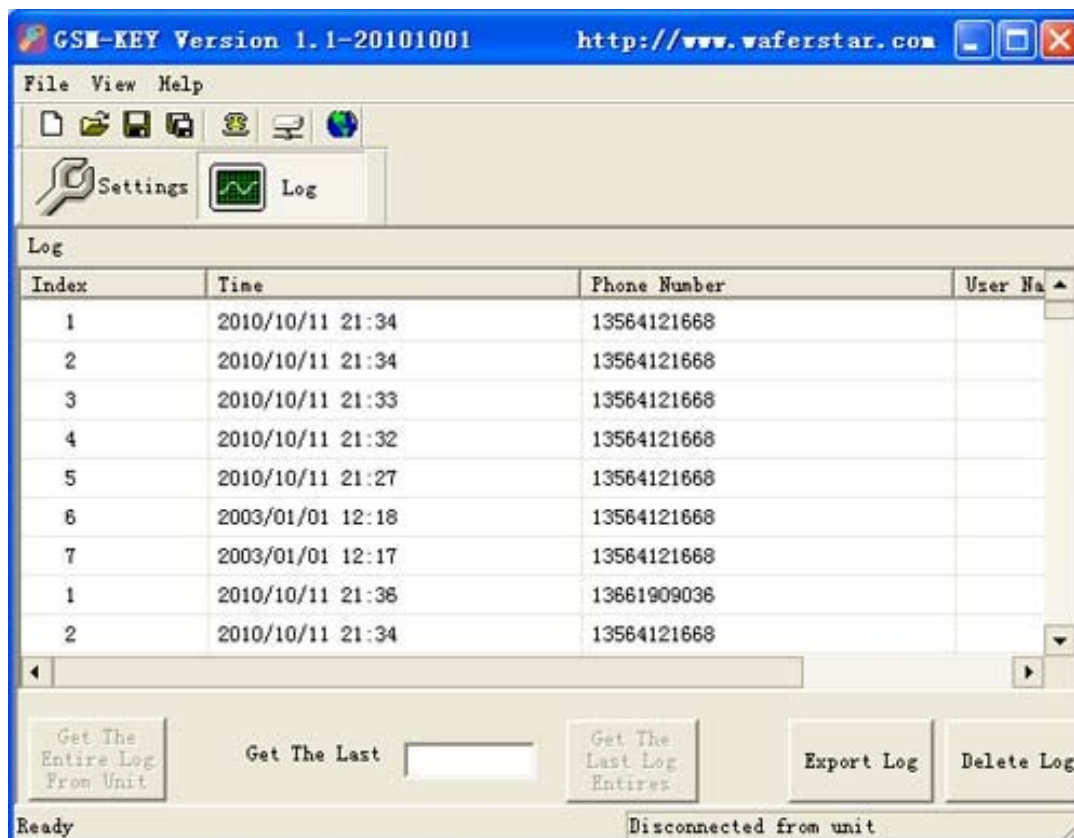 GSM-KEY Version 1.1-20101001 http://www.waferstar.com
File View Help
Settings Log
Log
Index Time Phone Number User Na
1 2010/10/11 21:34 13564121668
2 2010/10/11 21:34 13564121668
3 2010/10/11 21:33 13564121668
4 2010/10/11 21:32 13564121668
5 2010/10/11 21:27 13564121668
6 2003/01/01 12:18 13564121668
7 2003/01/01 12:17 13564121668
1 2010/10/11 21:36 13661909036
2 2010/10/11 21:34 13564121668
Get The
Entire Log
From Unit
Get The Last
Get The
Last Log
Entires
Export Log
Delete Log
Ready Disconnected from unit